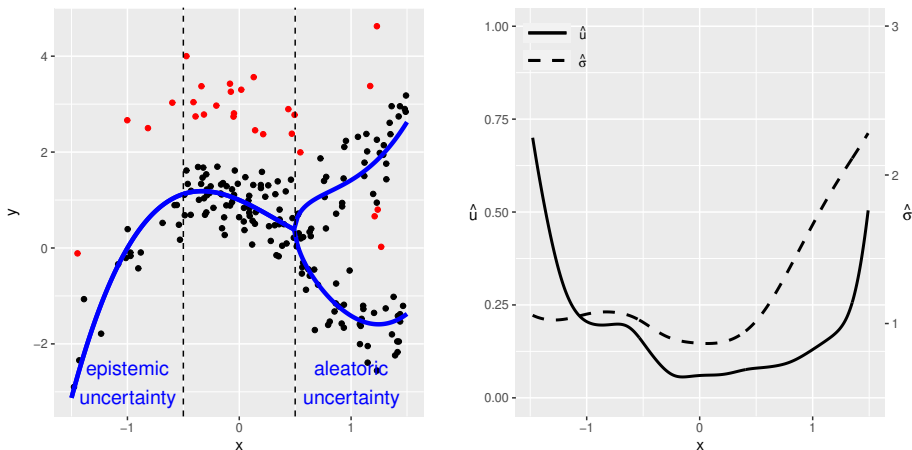 4
2
0
−2
y
epistemic
uncertainty
aleatoric
uncertainty
−1
0
1
x
1.00
0.75
0.50
0.25
0.00
û
û
σ̂
3
2
1
σ̂
−1
0
1
x